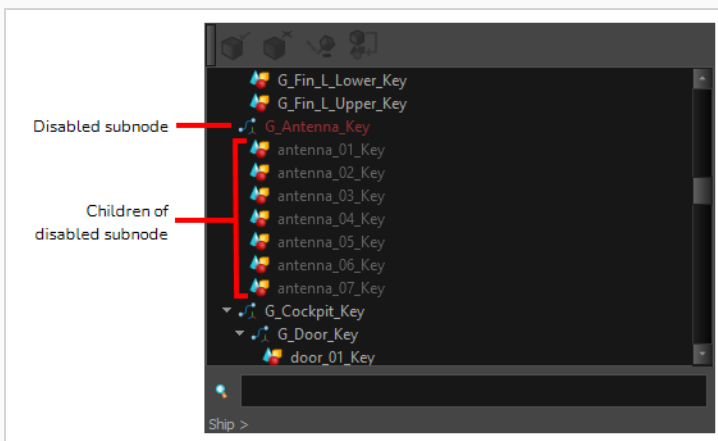 G_Fin_L_Lower_Key
G_Fin_L_Upper_Key
Disabled subnode
G_Antenna_Key
antenna_01_Key
antenna_02_Key
antenna_03_Key
Children of
disabled subnode
antenna_04_Key
antenna_05_Key
antenna_06_Key
antenna_07_Key
G_Cockpit_Key
G_Door_Key
door_01_Key
Ship >